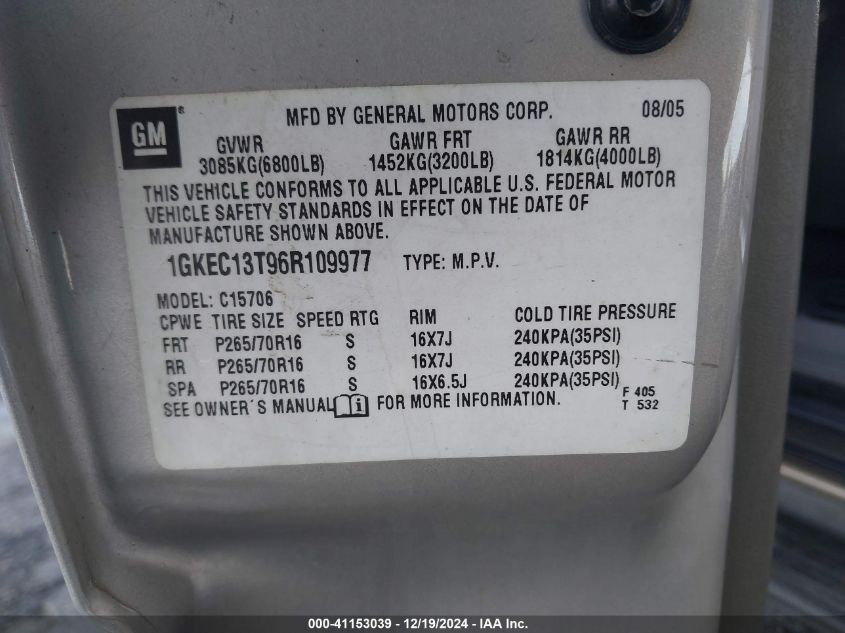 GM ®
MFD BY GENERAL MOTORS CORP. 08/05
GVWR GAWR FRT GAWR RR
3085KG(6800LB) 1452KG(3200LB) 1814KG(4000LB)
THIS VEHICLE CONFORMS TO ALL APPLICABLE U.S. FEDERAL MOTOR
VEHICLE SAFETY STANDARDS IN EFFECT ON THE DATE OF
MANUFACTURE SHOWN ABOVE.
1GKEC13T96R109977 TYPE: M.P.V.
MODEL: C15706
CPWE TIRE SIZE SPEED RTG RIM COLD TIRE PRESSURE
FRT P265/70R16 S 16X7J 240KPA(35PSI)
RR P265/70R16 S 16X7J 240KPA(35PSI)
SPA P265/70R16 S 16X6.5J 240KPA(35PSI)
SEE OWNER'S MANUAL i FOR MORE INFORMATION.
F 405
T 532
000-41153039 - 12/19/2024 - IAA Inc.